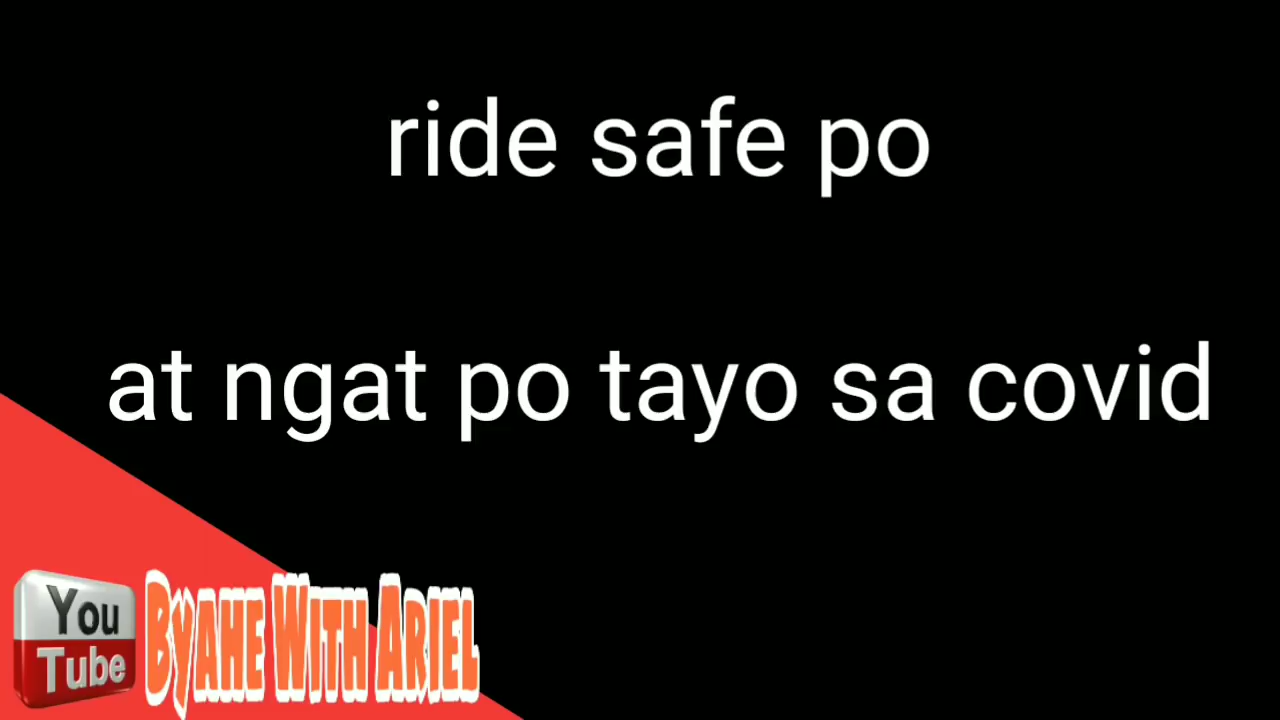 ride safe po
at ngat po tayo sa covid
You
Tube
Byahe With Ariel